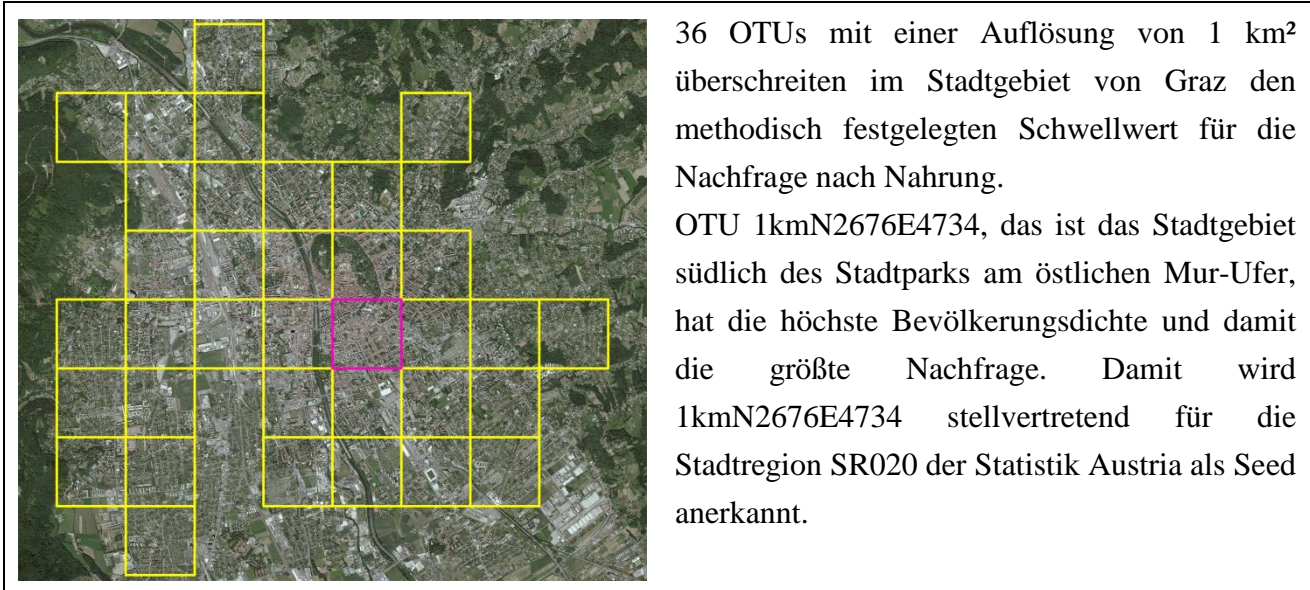 36 OTUs mit einer Auflösung von 1 km²
überschreiten im Stadtgebiet von Graz den
methodisch festgelegten Schwellwert für die
Nachfrage nach Nahrung.
OTU 1kmN2676E4734, das ist das Stadtgebiet
südlich des Stadtparks am östlichen Mur-Ufer,
hat die höchste Bevölkerungsdichte und damit
die größte Nachfrage. Damit wird
1kmN2676E4734 stellvertretend für die
Stadtregion SR020 der Statistik Austria als Seed
anerkannt.